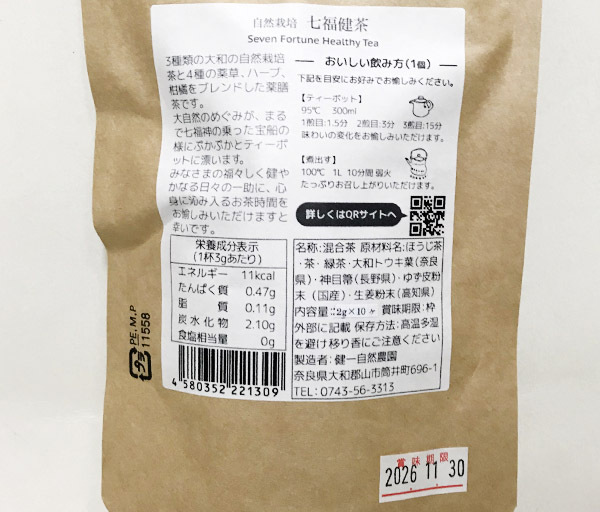 自然栽培 七福健茶
Seven Fortune Healthy Tea
3種類の大和の自然栽培
茶と4種の薬草、ハーブ、
柑橘をブレンドした薬膳
茶です。
大自然のめぐみが、まる
で七福神の乗った宝船の
様にぷかぷかとティーポ
ットに漂います。
みなさまの福々しく健や
かなる日々の一助に、心
身に沁み入るお茶時間を
お愉しみいただけますと
幸いです。
おいしい飲み方(1個)
下記を目安にお好みでお愉しみください。
【ティーポット】
95℃ 300ml
1煎目:1.5分 2煎目:3分 3煎目:15分
味わいの変化をお愉しみいただけます。
【煮出す】
100℃ 1L 10分間 弱火
たっぷりお召し上がりいただけます。
詳しくはQRサイトへ
栄養成分表示
(1杯3gあたり)
エネルギー 11kcal
たんぱく質 0.47g
脂質 0.11g
炭水化物 2.10g
食塩相当量 0g
名称:混合茶 原材料名:ほうじ茶
・茶・緑茶・大和トウキ葉(奈良
県)・神目箒(長野県)・ゆず皮粉
末(国産)・生姜粉末(高知県)
内容量:2g×10ヶ 賞味期限:枠
外部に記載 保存方法:高温多湿
を避け移り香にご注意ください
製造者:健一自然農園
奈良県大和郡山市筒井町696-1
TEL:0743-56-3313
4 580352 221309
PE.M.P
11558
プラ
賞味期限
2026.11.30